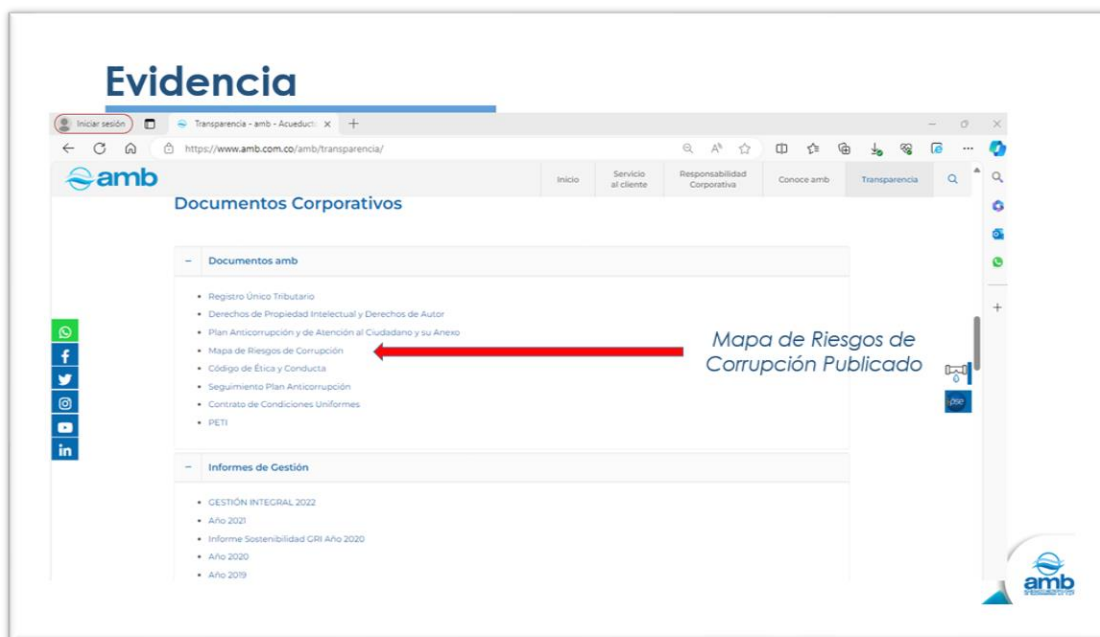 Evidencia
Iniciar sesión
Transparencia - amb - Acueducto
https://www.amb.com.co/amb/transparencia/
amb
Inicio
Servicio
al cliente
Responsabilidad
Corporativa
Conoce amb
Transparencia
Documentos Corporativos
Documentos amb
Registro Único Tributario
Derechos de Propiedad Intelectual y Derechos de Autor
Plan Anticorrupción y de Atención al Ciudadano y su Anexo
Mapa de Riesgos de Corrupción
Código de Ética y Conducta
Seguimiento Plan Anticorrupción
Contrato de Condiciones Uniformes
PETI
Mapa de Riesgos de
Corrupción Publicado
pse
Informes de Gestión
GESTIÓN INTEGRAL 2022
Año 2021
Informe Sostenibilidad GRI Año 2020
Año 2020
Año 2019
amb